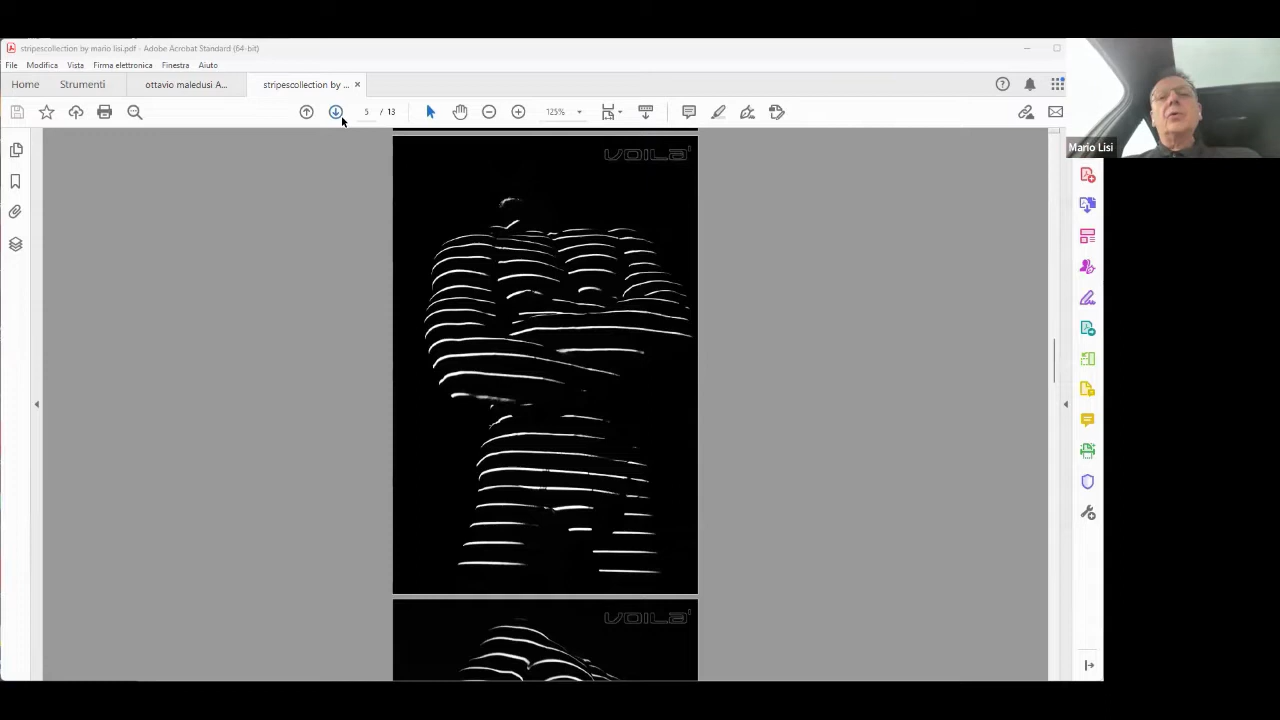 stripescollection by mario lisi.pdf - Adobe Acrobat Standard (64-bit)
File Modifica Vista Firma elettronica Finestra Aiuto
Home Strumenti ottavio maledusi A... stripescollection by ... ×
5 / 13 125%
Mario Lisi
VOILA'
VOILA'